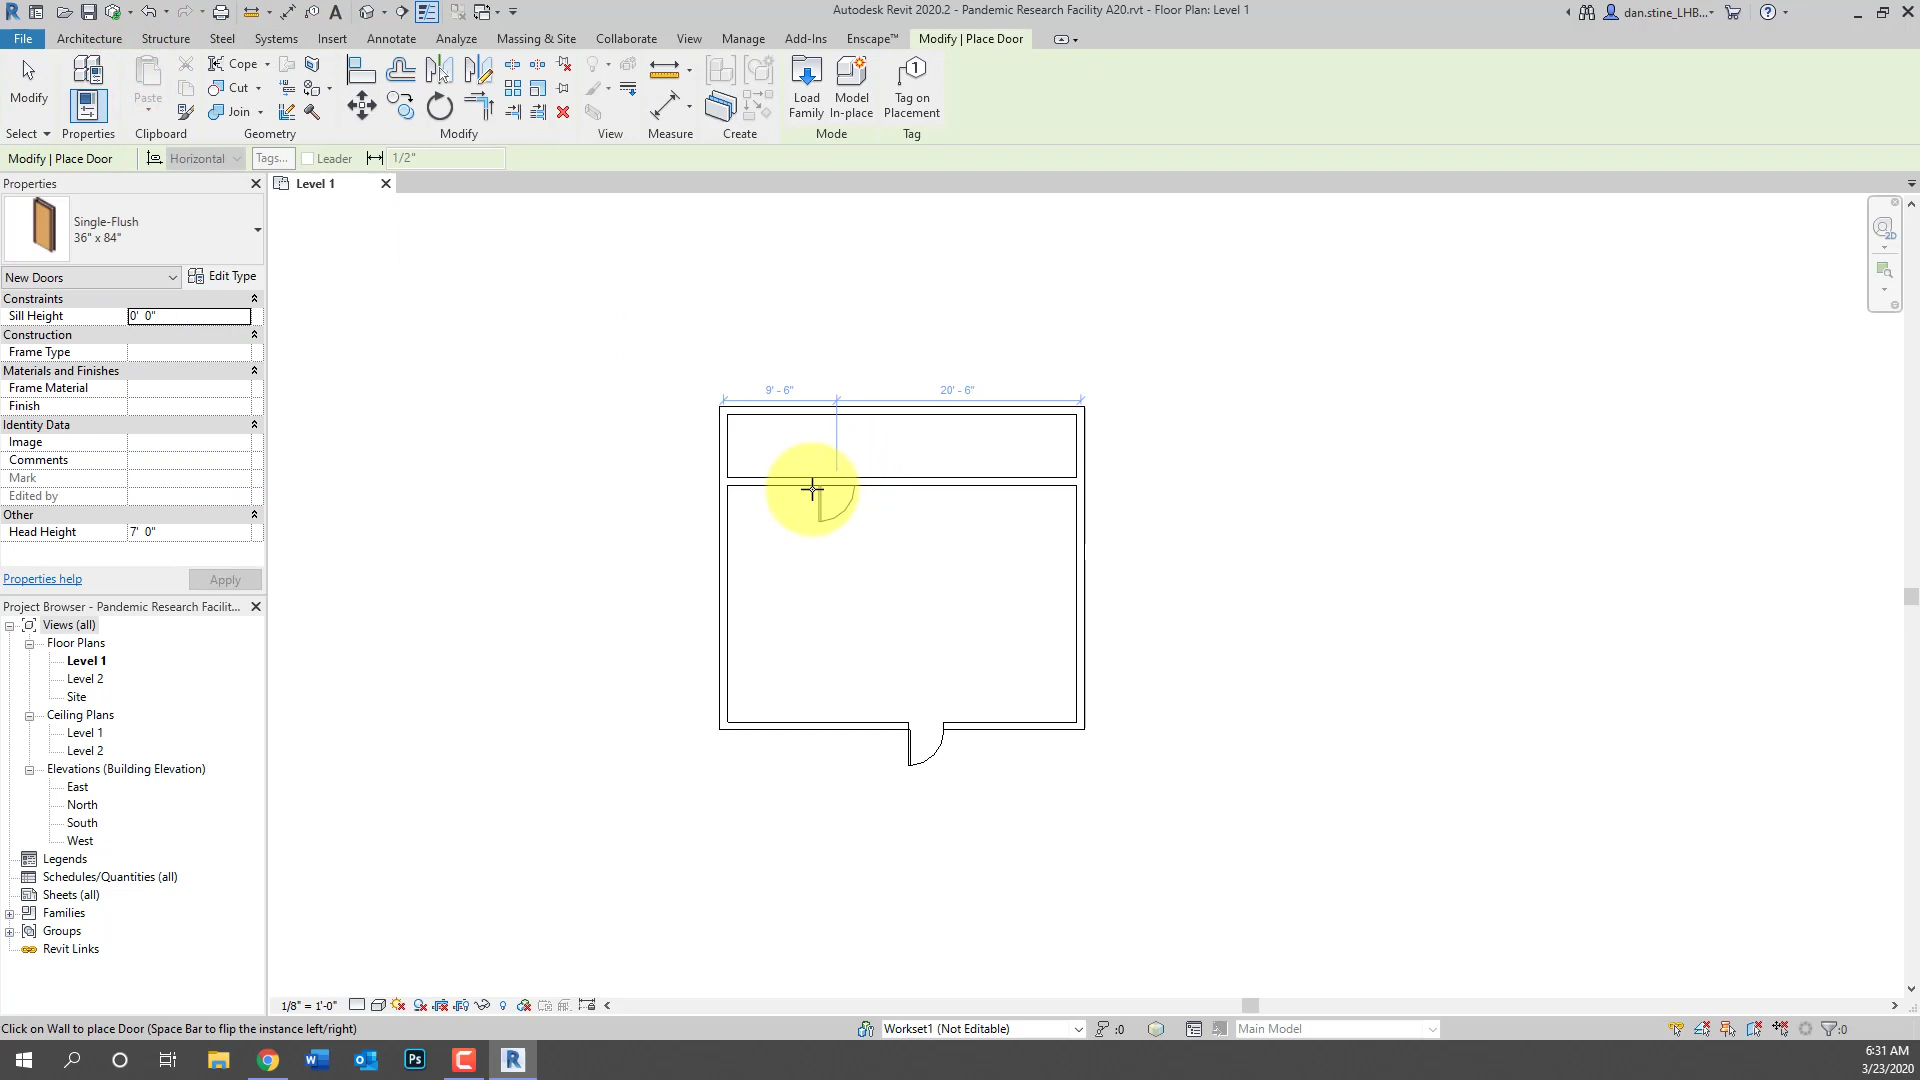 Autodesk Revit 2020.2 - Pandemic Research Facility A20.rvt - Floor Plan: Level 1
dan.stine_LHB...
File Architecture Structure Steel Systems Insert Annotate Analyze Massing & Site Collaborate View Manage Add-Ins Enscape™ Modify | Place Door
Modify
Paste
Cope
Cut
Join
Load Family
Model In-place
Tag on Placement
Select Properties Clipboard Geometry Modify View Measure Create Mode Tag
Modify | Place Door Horizontal Tags... Leader 1/2"
Properties
Level 1
Single-Flush
36" x 84"
New Doors Edit Type
Constraints
Sill Height 0' 0"
Construction
Frame Type
Materials and Finishes
Frame Material
Finish
Identity Data
Image
Comments
Mark
Edited by
Other
Head Height 7' 0"
Properties help Apply
Project Browser - Pandemic Research Facilit...
Views (all)
Floor Plans
Level 1
Level 2
Site
Ceiling Plans
Level 1
Level 2
Elevations (Building Elevation)
East
North
South
West
Legends
Schedules/Quantities (all)
Sheets (all)
Families
Groups
Revit Links
9' - 6" 20' - 6"
2D
1/8" = 1'-0"
Click on Wall to place Door (Space Bar to flip the instance left/right)
Workset1 (Not Editable) :0 Main Model :0
6:31 AM
3/23/2020